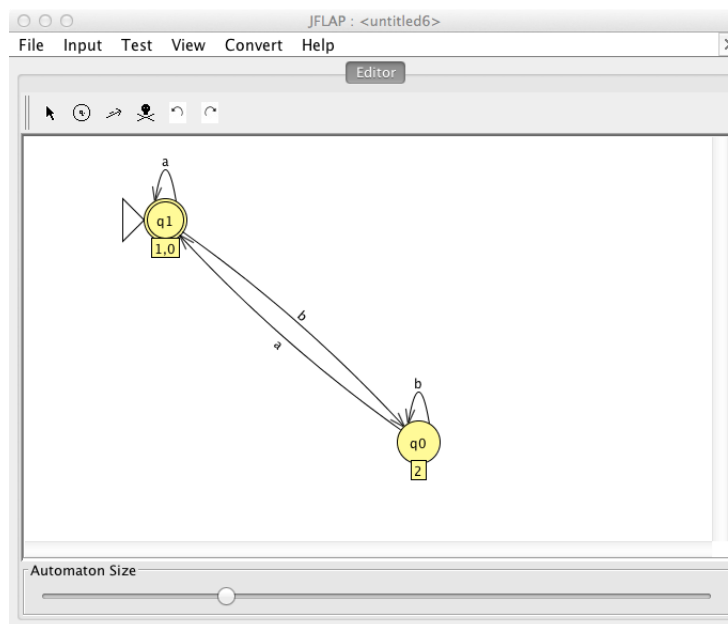 JFLAP : <untitled6>
File Input Test View Convert Help
Editor
a
q1
1,0
b
a
b
q0
2
Automaton Size